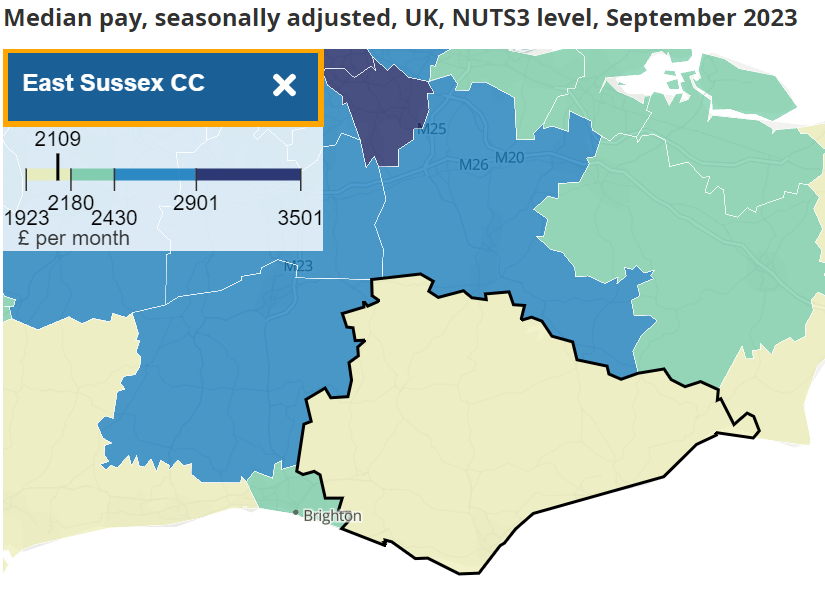 Median pay, seasonally adjusted, UK, NUTS3 level, September 2023
East Sussex CC
2109
1923 2180 2430 2901 3501
£ per month
M25
M26 M20
M23
Brighton